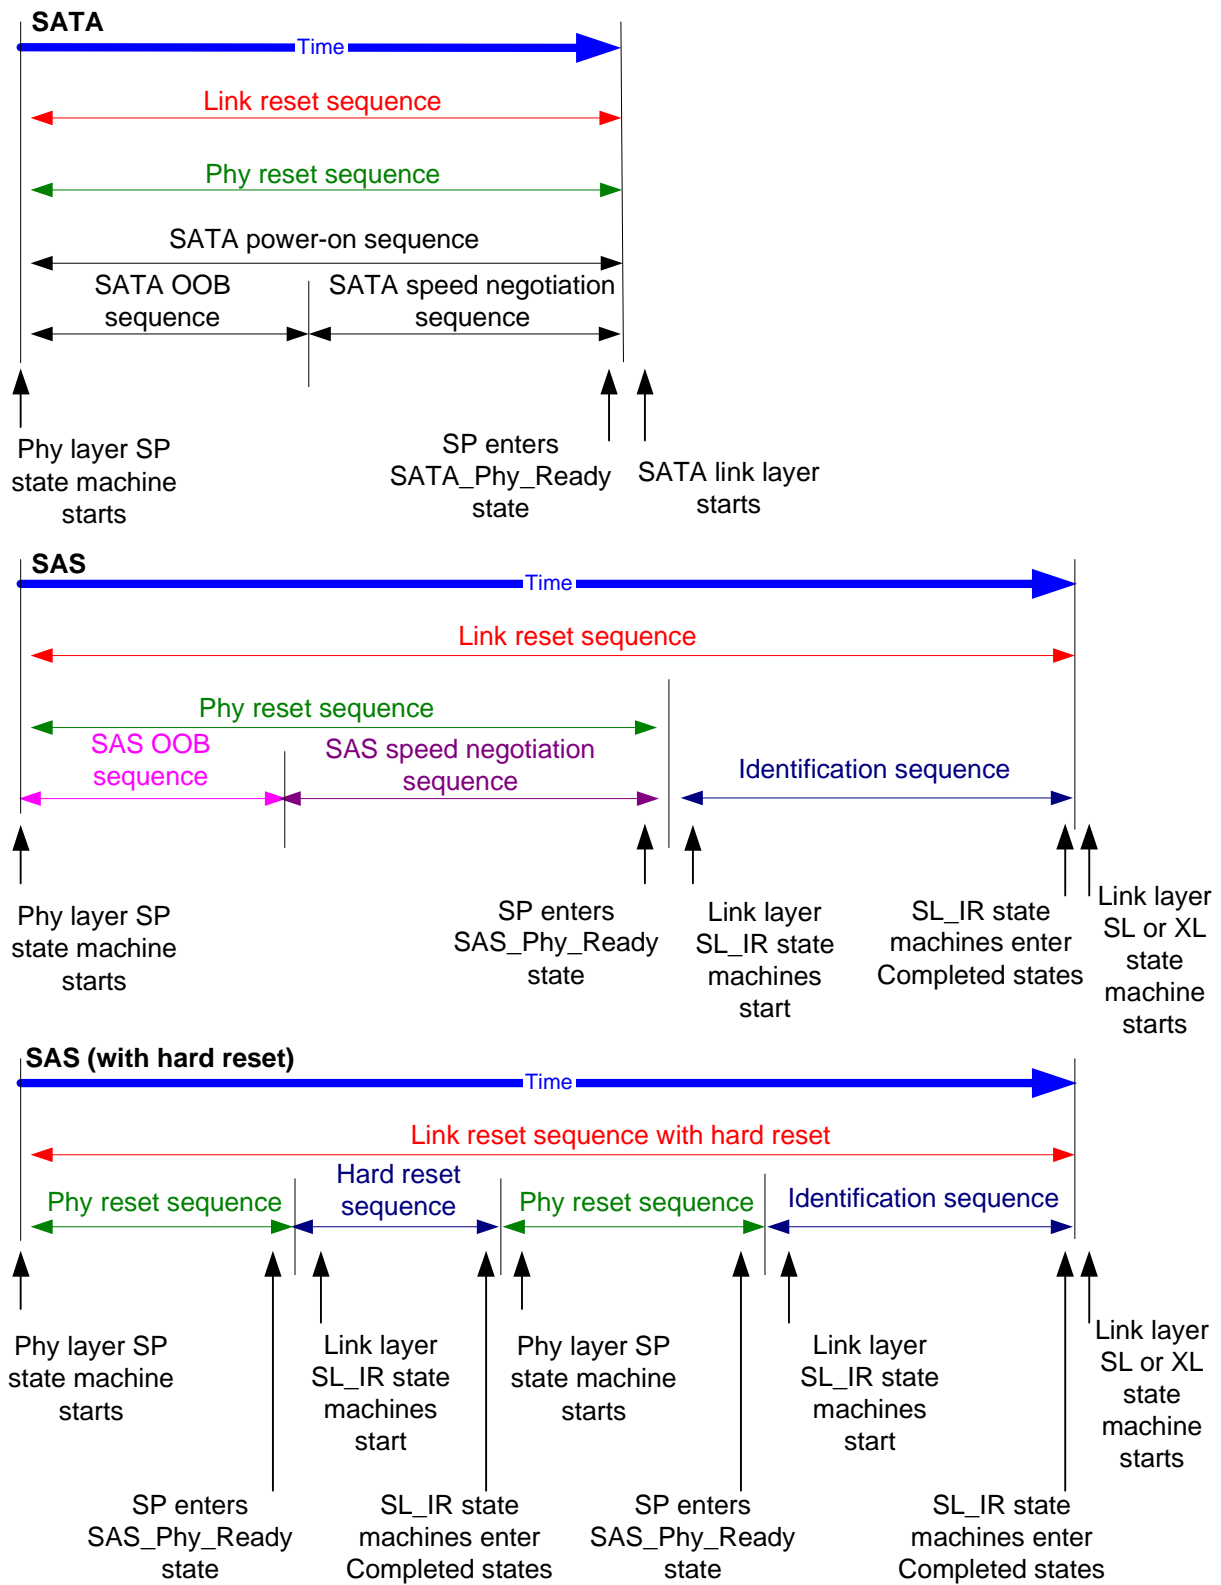 SATA
Time
Link reset sequence
Phy reset sequence
SATA power-on sequence
SATA OOB
sequence
SATA speed negotiation
sequence
Phy layer SP
state machine
starts
SP enters
SATA_Phy_Ready
state
SATA link layer
starts
SAS
Time
Link reset sequence
Phy reset sequence
SAS OOB
sequence
SAS speed negotiation
sequence
Identification sequence
Phy layer SP
state machine
starts
SP enters
SAS_Phy_Ready
state
Link layer
SL_IR state
machines
start
SL_IR state
machines enter
Completed states
Link layer
SL or XL
state
machine
starts
SAS (with hard reset)
Time
Link reset sequence with hard reset
Phy reset sequence
Hard reset
sequence
Phy reset sequence
Identification sequence
Phy layer SP
state machine
starts
Link layer
SL_IR state
machines
start
Phy layer SP
state machine
starts
Link layer
SL_IR state
machines
start
Link layer
SL or XL
state
machine
starts
SP enters
SAS_Phy_Ready
state
SL_IR state
machines enter
Completed states
SP enters
SAS_Phy_Ready
state
SL_IR state
machines enter
Completed states